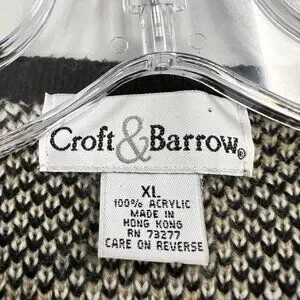 Croft&Barrow®
XL
100% ACRYLIC
MADE IN
HONG KONG
RN 73277
CARE ON REVERSE